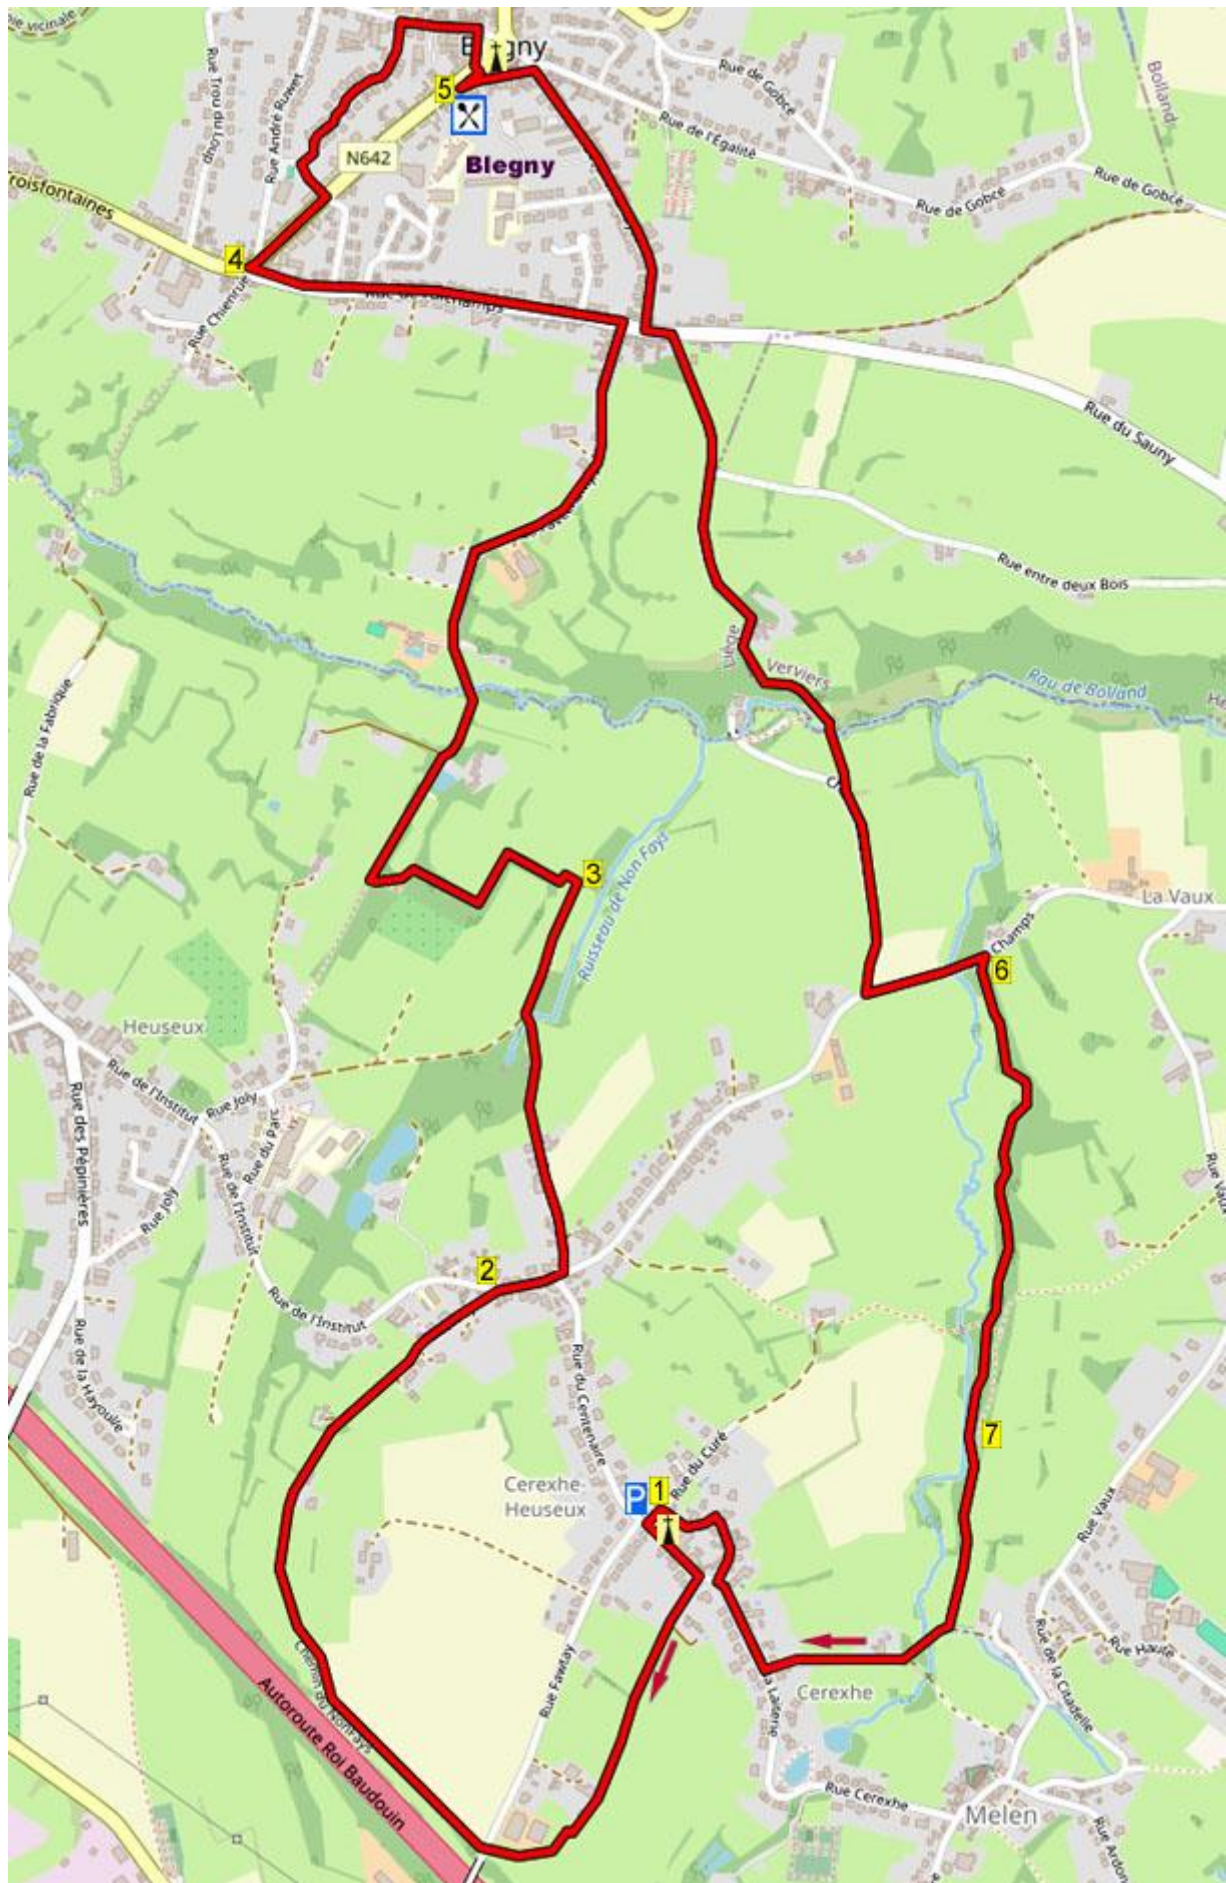 Rue Trou du Loup
Rue André Ruwet
5
N642
Blegny
Rue de Gobcé
Rue de l'Égalité
Bolland
Rue de Gobcé
Rue de Gobcé
4
Rue Chienrue
Rue du Sauny
Rue entre deux Bois
Liège
Verviers
Rau de Bolland
Rue de la Fabrique
3
Ruisseau de Non Fayt
La Vaux
Champs
6
Heuseux
Rue de l'Institut
Rue Joly
Rue du Parc
Rue des Pépinières
Rue Joly
Rue de l'Institut
Rue Vaux
2
Rue de l'Institut
Rue de la Hayoulle
Rue du Centenaire
7
Rue du Curé
Cerexhe-
Heuseux
P
1
Rue Vaux
Rue Haute
Rue de la Citadelle
Rue Fawtay
Cerexhe
Autoroute Roi Baudouin
Rue Cerexhe
Melen